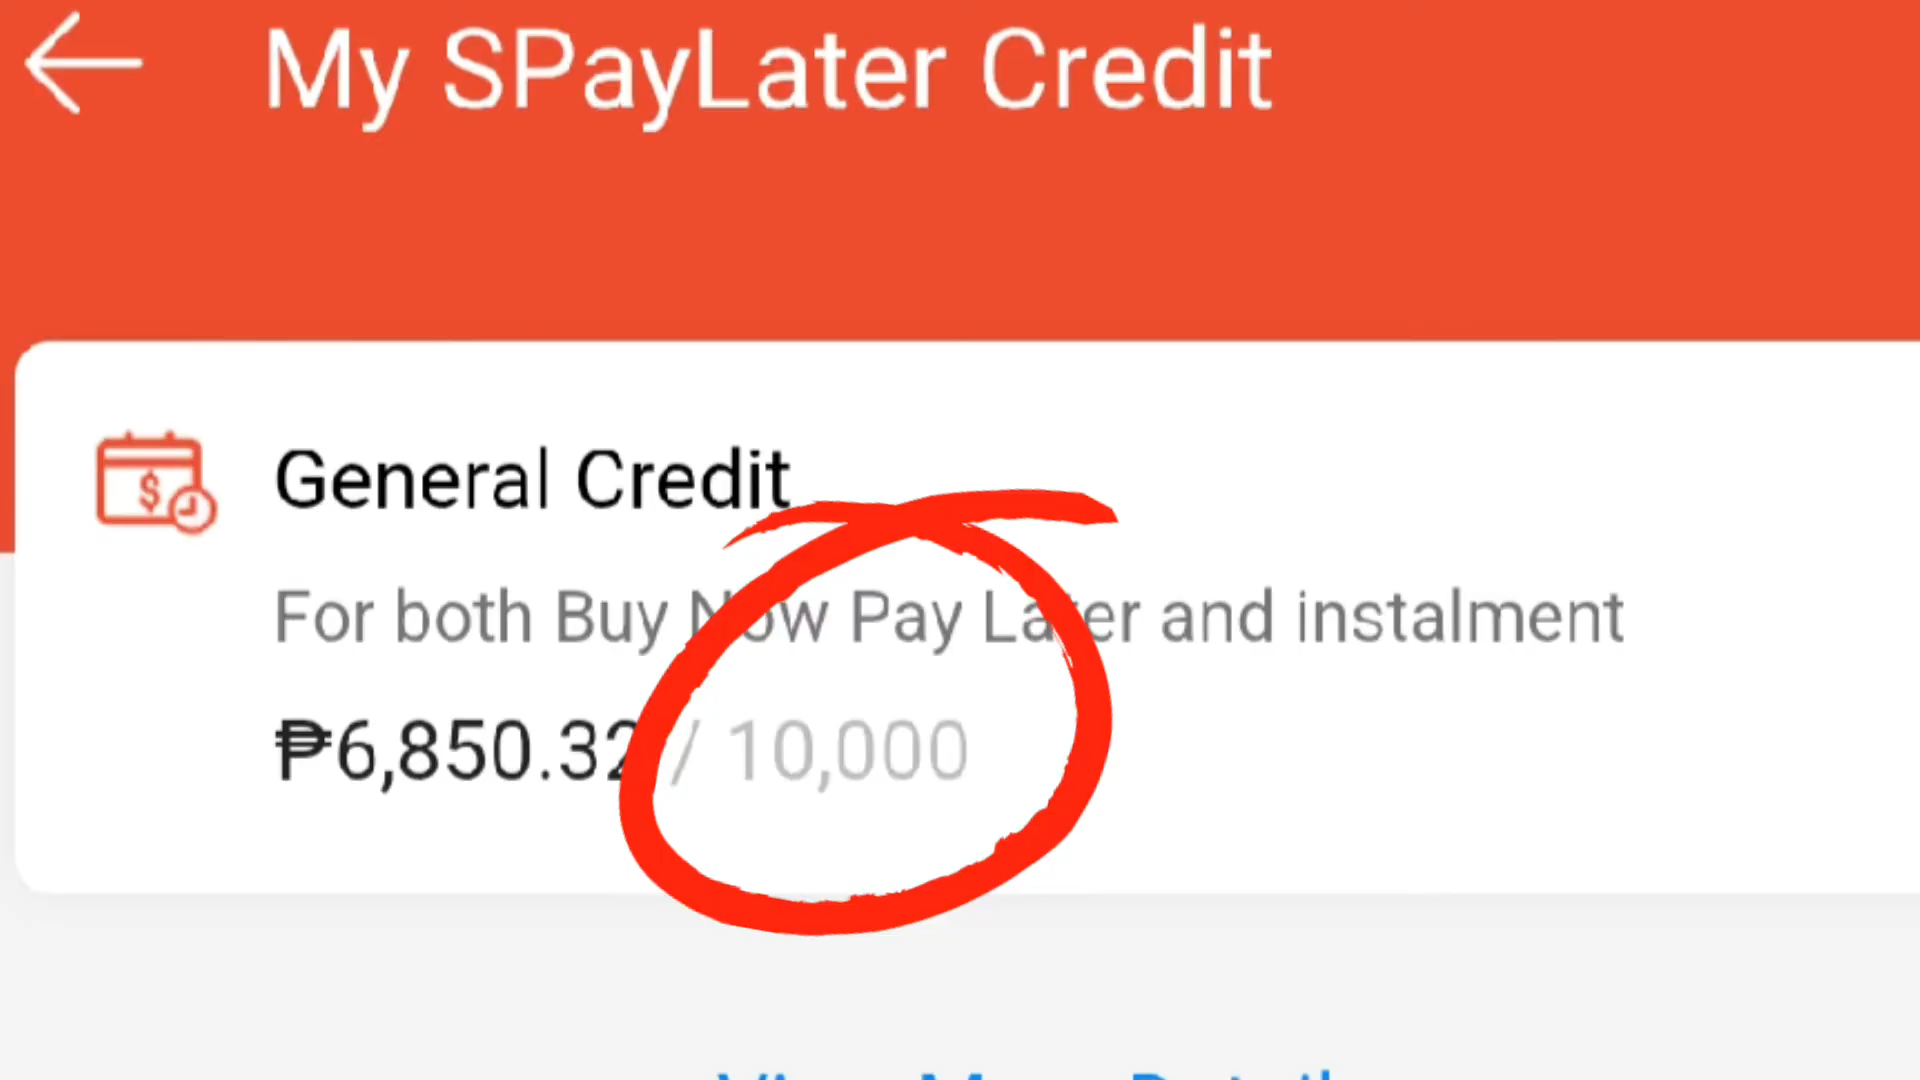 My SPayLater Credit
General Credit
For both Buy Now Pay Later and instalment
₱6,850.32 / 10,000